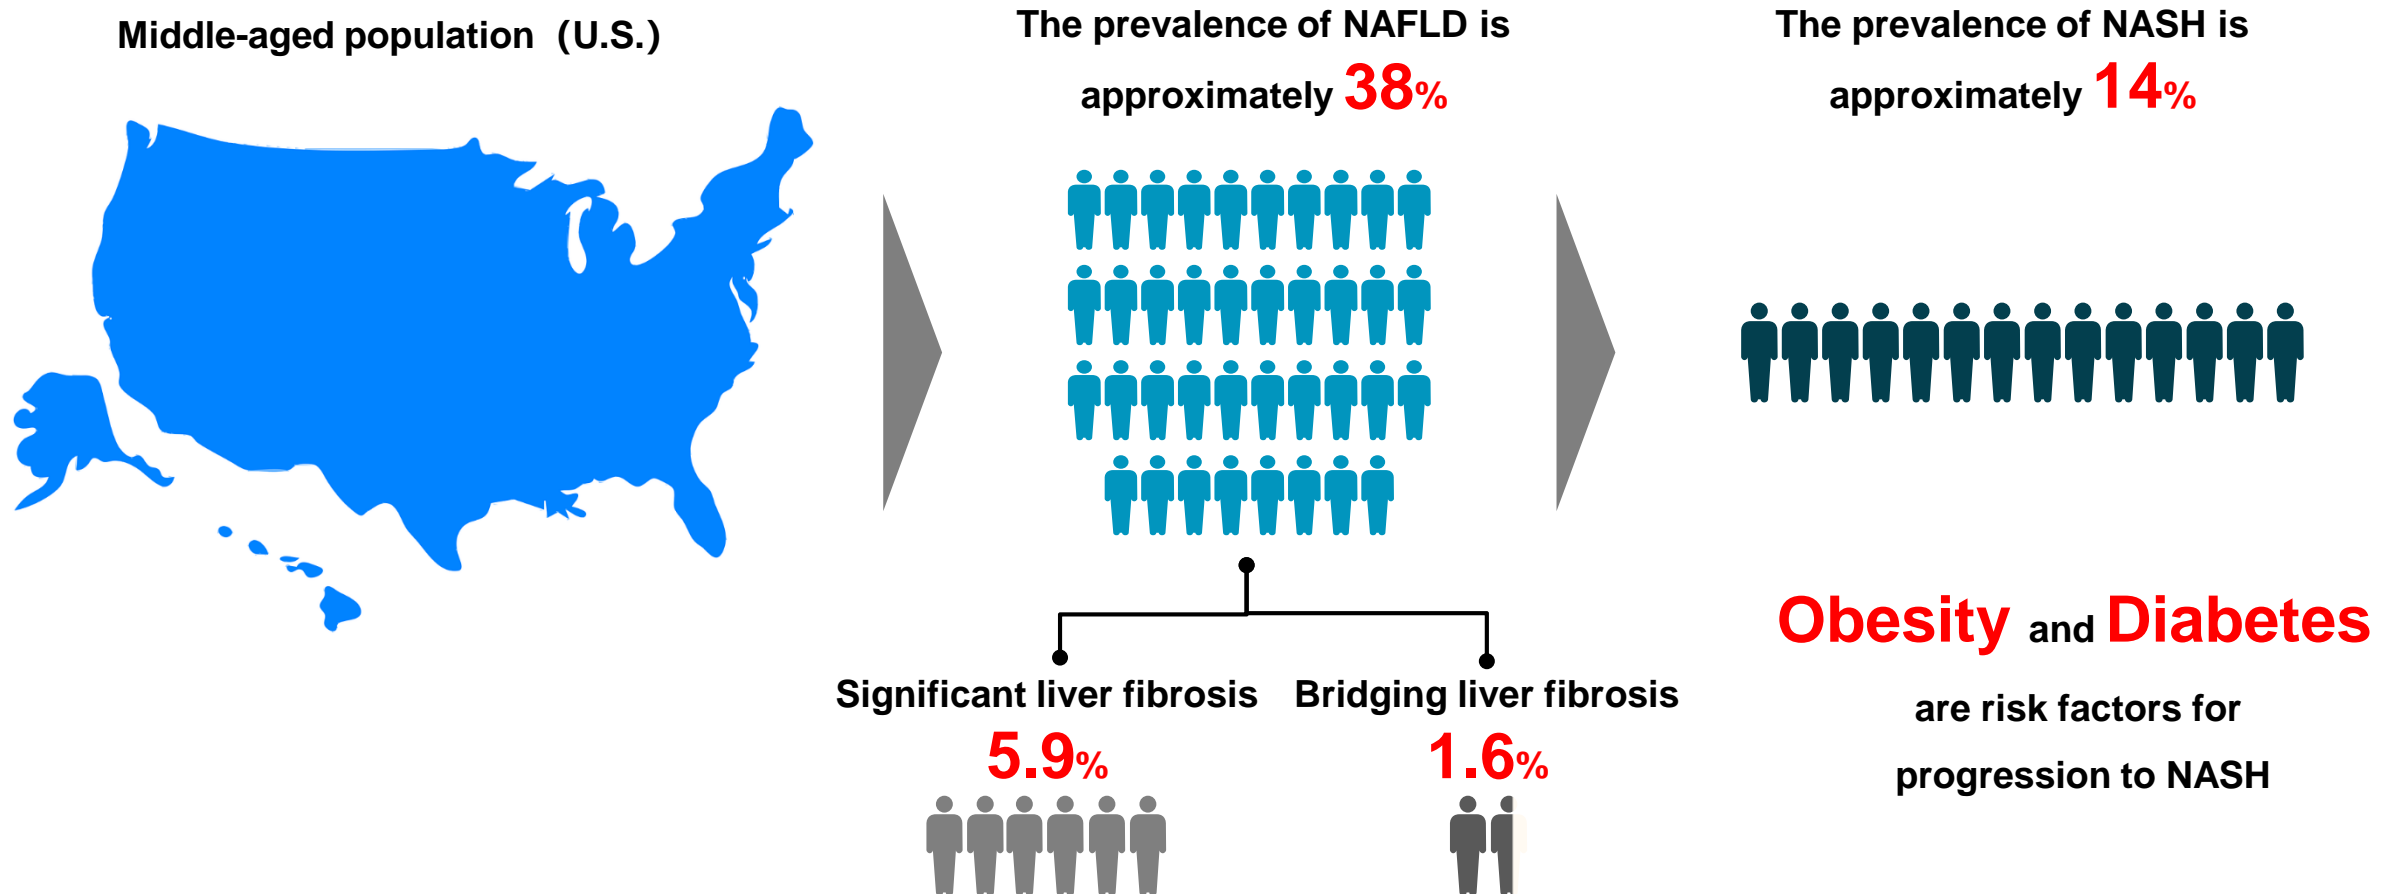 Middle-aged population (U.S.)
The prevalence of NAFLD is
approximately 38%
The prevalence of NASH is
approximately 14%
Significant liver fibrosis
5.9%
Bridging liver fibrosis
1.6%
Obesity and Diabetes
are risk factors for
progression to NASH